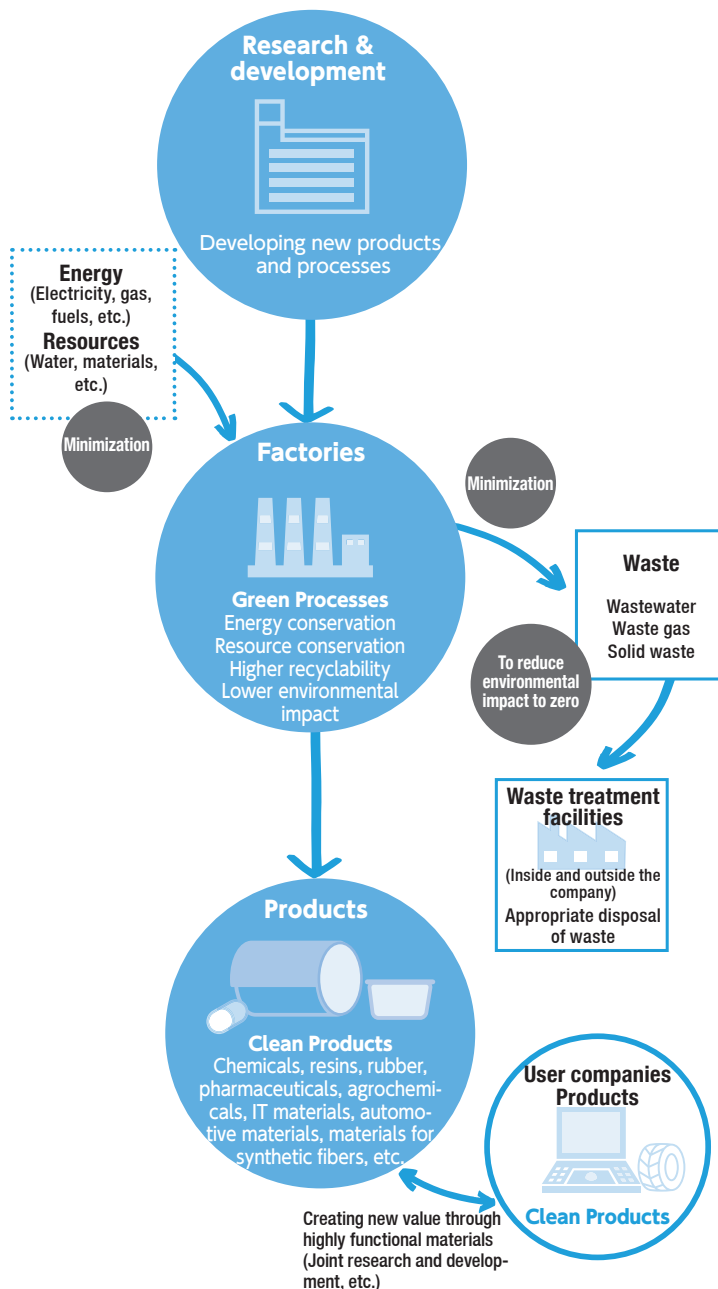 Research &
development
Developing new products
and processes
Energy
(Electricity, gas,
fuels, etc.)
Resources
(Water, materials,
etc.)
Minimization
Factories
Green Processes
Energy conservation
Resource conservation
Higher recyclability
Lower environmental
impact
Minimization
Waste
Wastewater
Waste gas
Solid waste
To reduce
environmental
impact to zero
Waste treatment
facilities
(Inside and outside the
company)
Appropriate disposal
of waste
Products
Clean Products
Chemicals, resins, rubber,
pharmaceuticals, agrochemi-
cals, IT materials, automo-
tive materials, materials for
synthetic fibers, etc.
User companies
Products
Clean Products
Creating new value through
highly functional materials
(Joint research and develop-
ment, etc.)